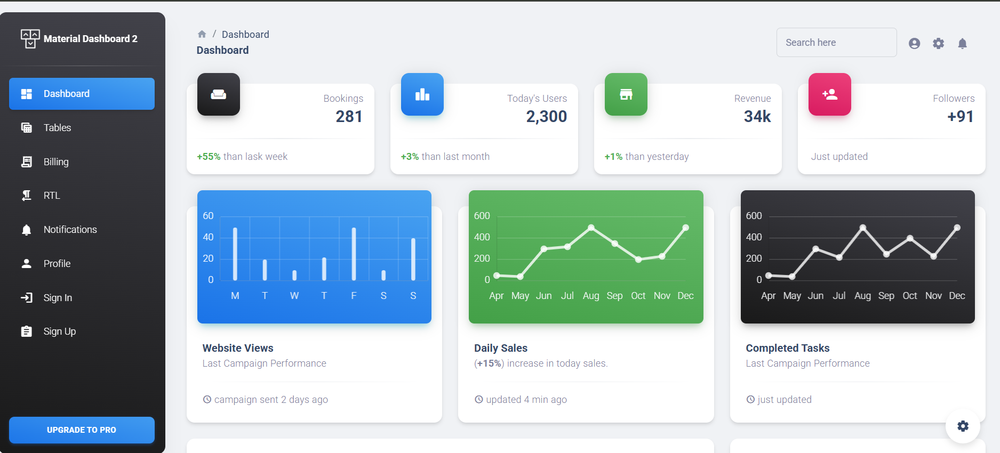 Material Dashboard 2
Dashboard
Tables
Billing
RTL
Notifications
Profile
Sign In
Sign Up
UPGRADE TO PRO
/ Dashboard
Dashboard
Search here
Bookings
281
+55% than lask week
Today's Users
2,300
+3% than last month
Revenue
34k
+1% than yesterday
Followers
+91
Just updated
60
40
20
0
M T W T F S S
Website Views
Last Campaign Performance
campaign sent 2 days ago
600
400
200
0
Apr May Jun Jul Aug Sep Oct Nov Dec
Daily Sales
(+15%) increase in today sales.
updated 4 min ago
600
400
200
0
Apr May Jun Jul Aug Sep Oct Nov Dec
Completed Tasks
Last Campaign Performance
just updated